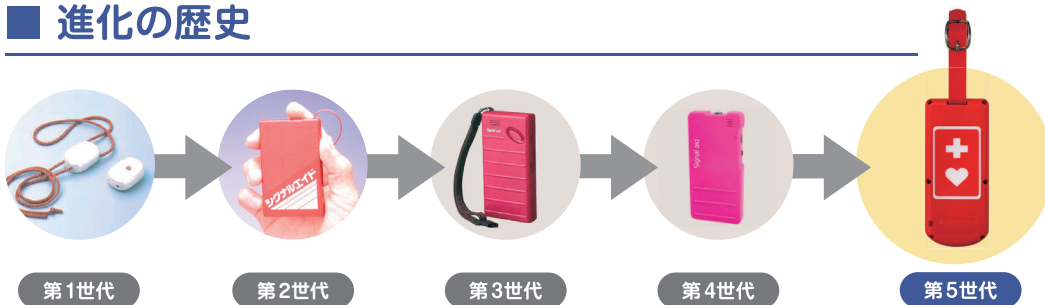 進化の歴史
シグナルエイド
Signal aid
Signal aid
第1世代
第2世代
第3世代
第4世代
第5世代